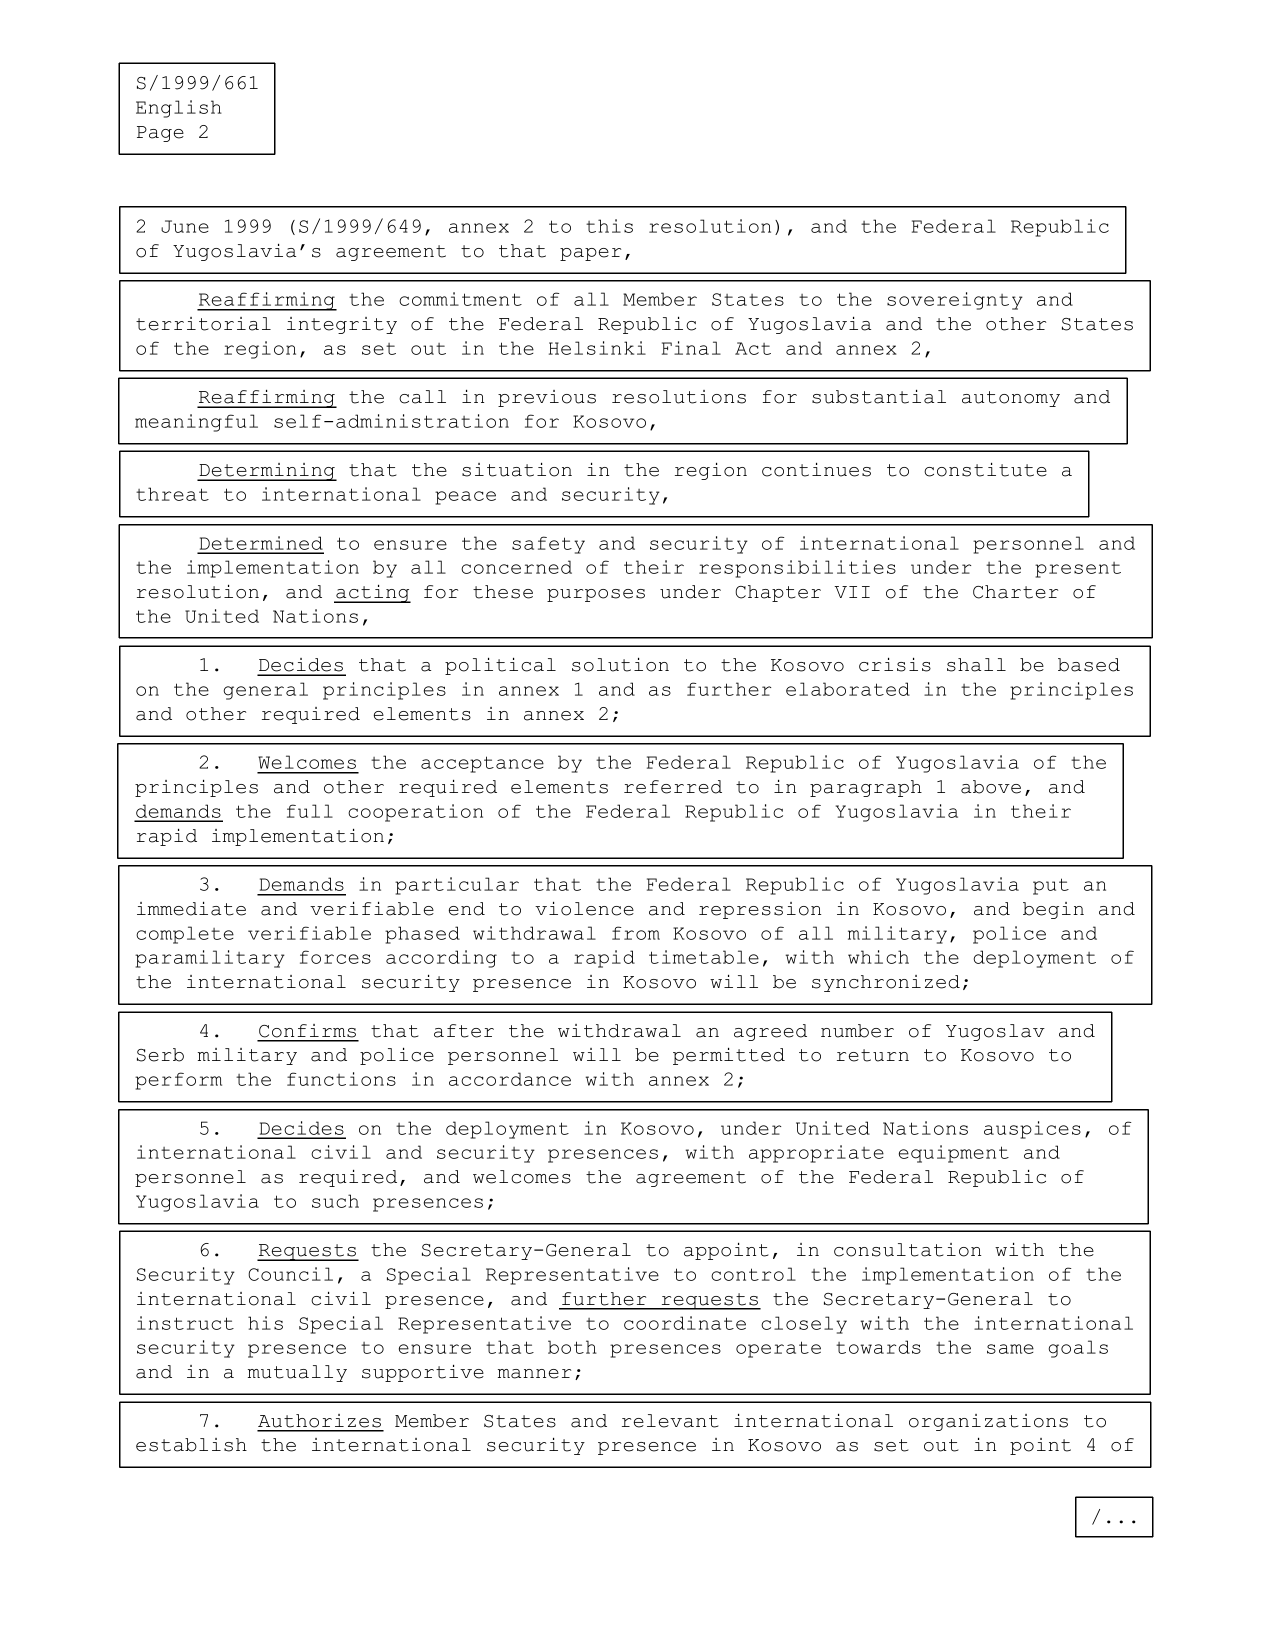 S/1999/661
English
Page 2
2 June 1999 (S/1999/649, annex 2 to this resolution), and the Federal Republic
of Yugoslavia’s agreement to that paper,
Reaffirming the commitment of all Member States to the sovereignty and
territorial integrity of the Federal Republic of Yugoslavia and the other States
of the region, as set out in the Helsinki Final Act and annex 2,
Reaffirming the call in previous resolutions for substantial autonomy and
meaningful self-administration for Kosovo,
Determining that the situation in the region continues to constitute a
threat to international peace and security,
Determined to ensure the safety and security of international personnel and
the implementation by all concerned of their responsibilities under the present
resolution, and acting for these purposes under Chapter VII of the Charter of
the United Nations,
1. Decides that a political solution to the Kosovo crisis shall be based
on the general principles in annex 1 and as further elaborated in the principles
and other required elements in annex 2;
2. Welcomes the acceptance by the Federal Republic of Yugoslavia of the
principles and other required elements referred to in paragraph 1 above, and
demands the full cooperation of the Federal Republic of Yugoslavia in their
rapid implementation;
3. Demands in particular that the Federal Republic of Yugoslavia put an
immediate and verifiable end to violence and repression in Kosovo, and begin and
complete verifiable phased withdrawal from Kosovo of all military, police and
paramilitary forces according to a rapid timetable, with which the deployment of
the international security presence in Kosovo will be synchronized;
4. Confirms that after the withdrawal an agreed number of Yugoslav and
Serb military and police personnel will be permitted to return to Kosovo to
perform the functions in accordance with annex 2;
5. Decides on the deployment in Kosovo, under United Nations auspices, of
international civil and security presences, with appropriate equipment and
personnel as required, and welcomes the agreement of the Federal Republic of
Yugoslavia to such presences;
6. Requests the Secretary-General to appoint, in consultation with the
Security Council, a Special Representative to control the implementation of the
international civil presence, and further requests the Secretary-General to
instruct his Special Representative to coordinate closely with the international
security presence to ensure that both presences operate towards the same goals
and in a mutually supportive manner;
7. Authorizes Member States and relevant international organizations to
establish the international security presence in Kosovo as set out in point 4 of
/...